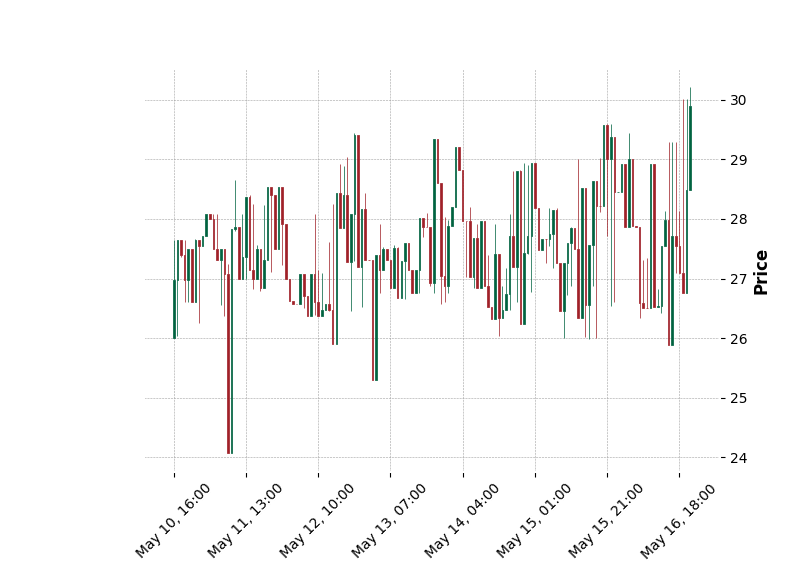 30
29
28
27
26
25
24
Price
May 10, 16:00
May 11, 13:00
May 12, 10:00
May 13, 07:00
May 14, 04:00
May 15, 01:00
May 15, 21:00
May 16, 18:00